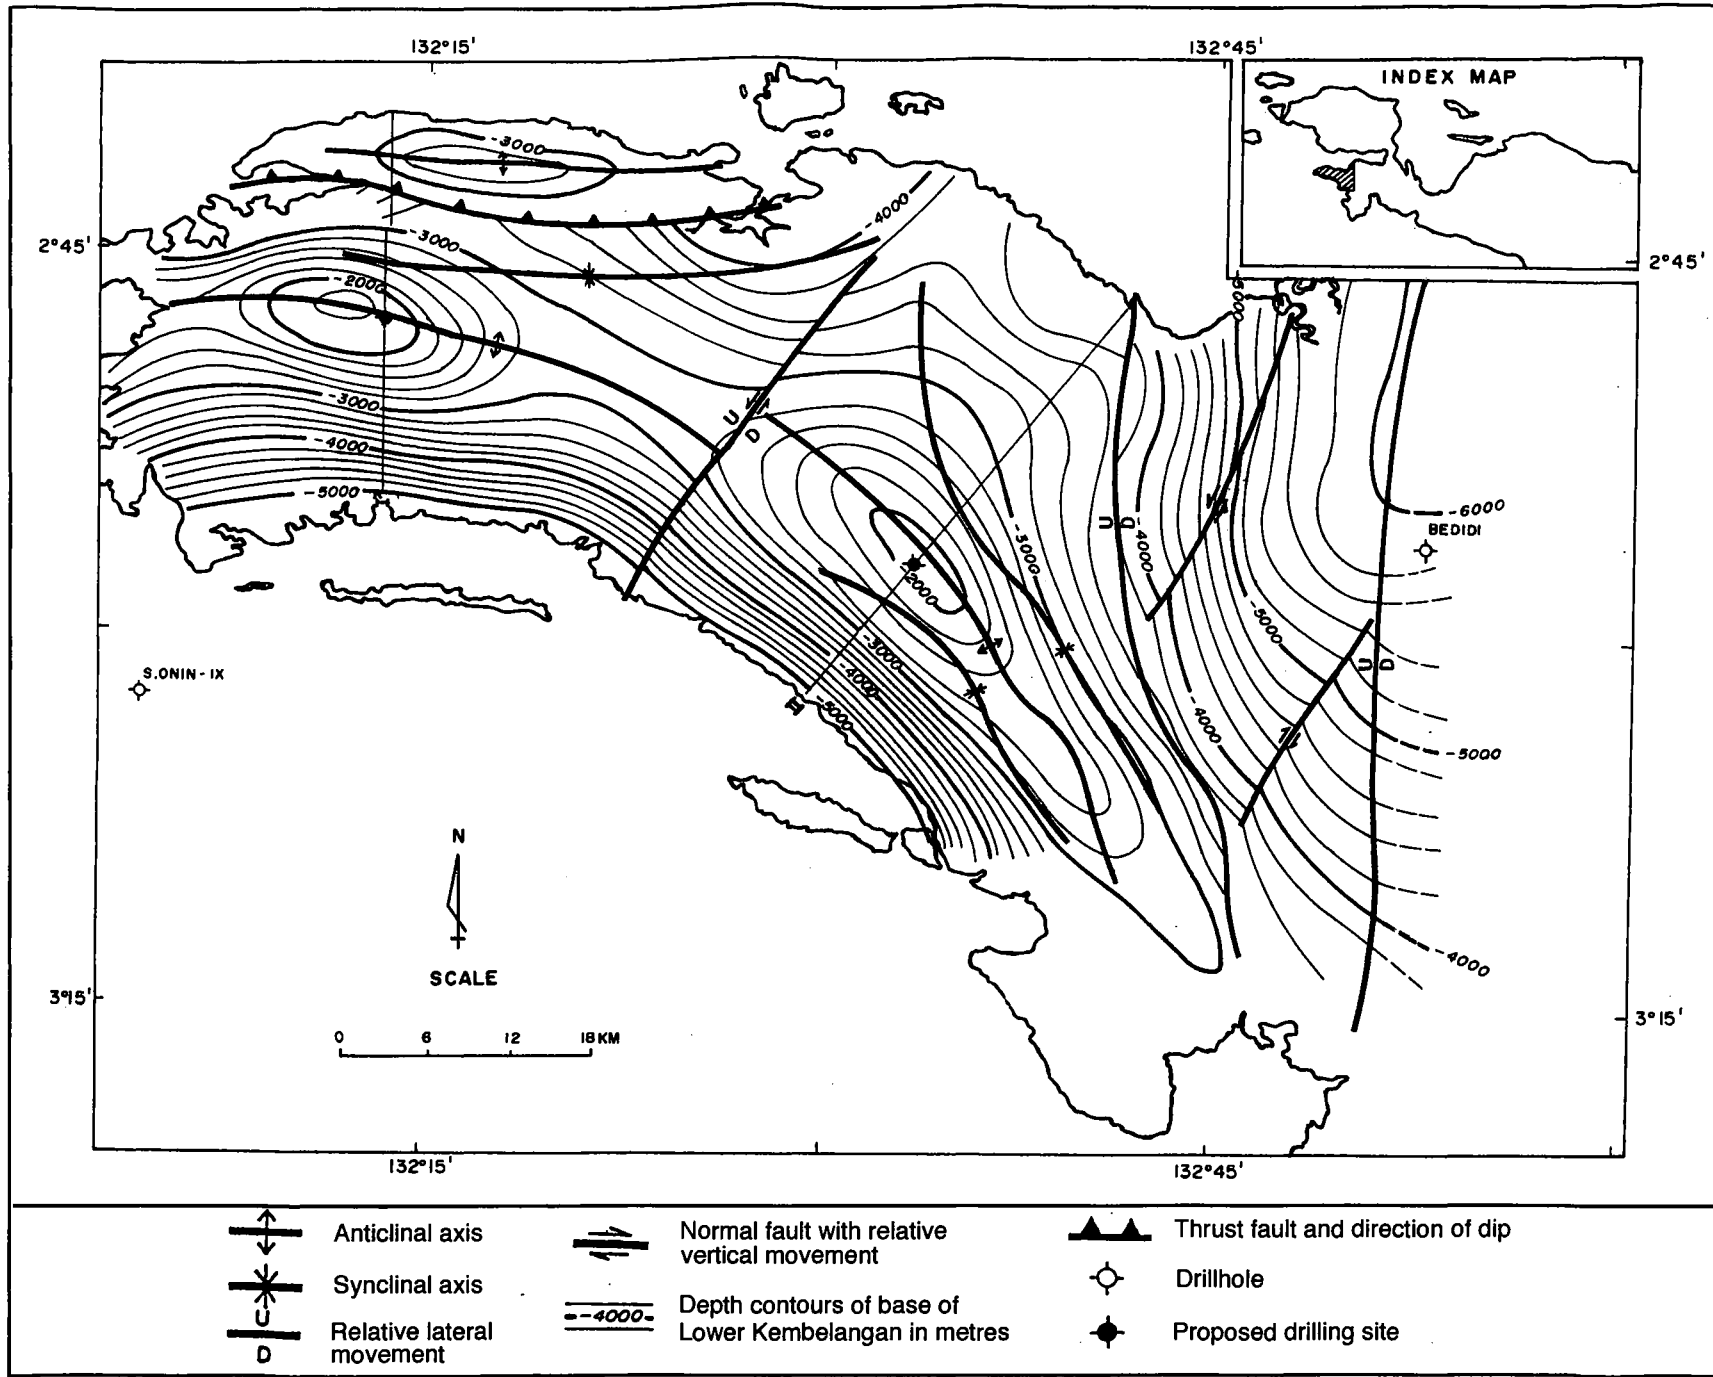 132°15'
132°45'
INDEX MAP
-3000
-4000
2°45'
-3000
2°45'
-2000
-5000
-3000
U
D
-4000
-5000
-6000
BEDIDI
U
D
-4000
-3000
-2000
-5000
-3000
U
D
S.ONIN-IX
-4000
II
-5000
-4000
-5000
N
SCALE
-4000
3°15'
3°15'
0 6 12 18 KM
132°15'
132°45'
Anticlinal axis
Synclinal axis
U
Relative lateral
movement
D
Normal fault with relative
vertical movement
-4000-
Depth contours of base of
Lower Kembelangan in metres
Thrust fault and direction of dip
Drillhole
Proposed drilling site